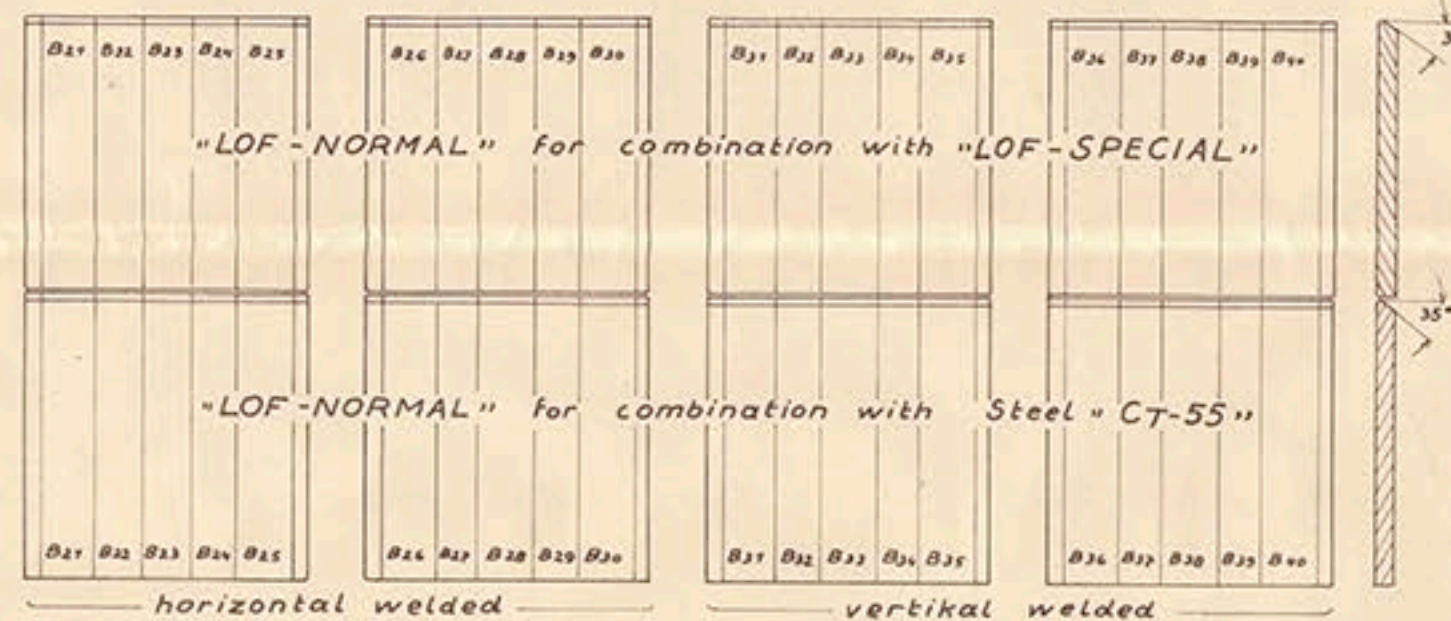 B21 B22 B23 B24 B25 B26 B27 B28 B29 B30 B31 B32 B33 B34 B35 B36 B37 B38 B39 B40
"LOF-NORMAL" for combination with "LOF-SPECIAL"
35°
"LOF-NORMAL" for combination with Steel "CT-55"
B21 B22 B23 B24 B25 B26 B27 B28 B29 B30 B31 B32 B33 B34 B35 B36 B37 B38 B39 B40
horizontal welded vertikal welded